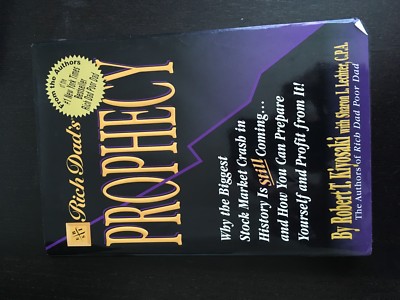 From the Authors
of the
#1 New York Times
Bestseller
Rich Dad Poor Dad
Rich Dad's
PROPHECY
Why the Biggest
Stock Market Crash in
History Is Still Coming...
and How You Can Prepare
Yourself and Profit from It!
By Robert T. Kiyosaki with Sharon L. Lechter, C.P.A.
The Authors of Rich Dad Poor Dad